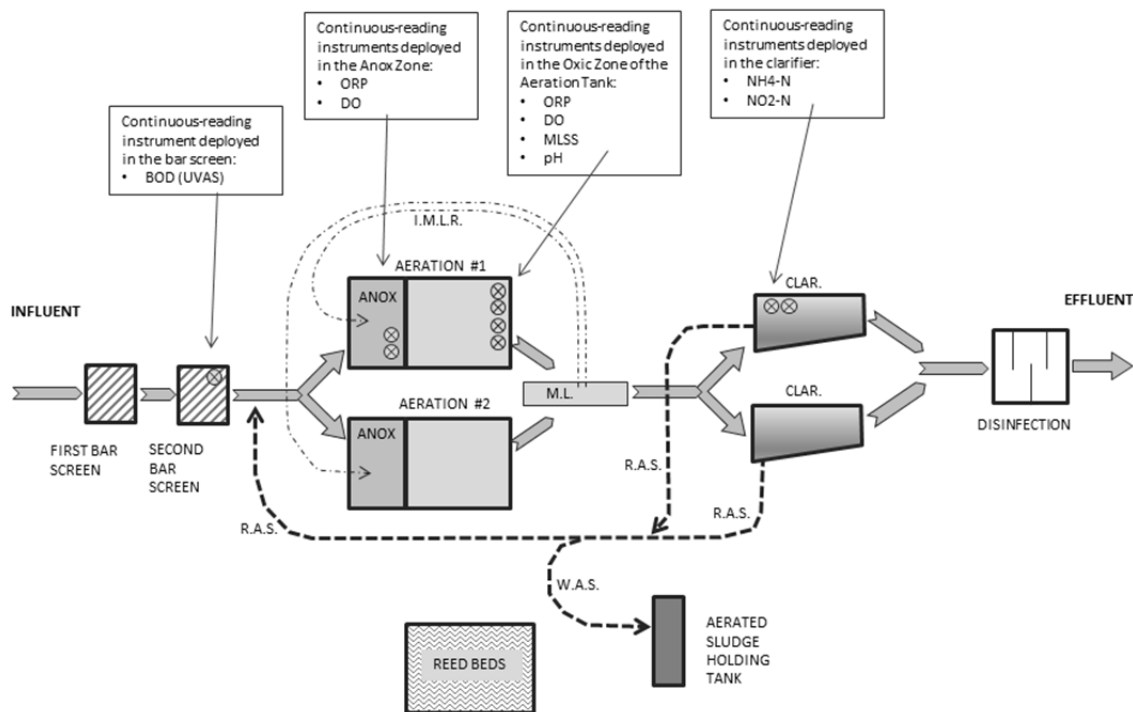 Continuous-reading
instruments deployed
in the Anox Zone:
• ORP
• DO
Continuous-reading
instruments deployed
in the Oxic Zone of the
Aeration Tank:
• ORP
• DO
• MLSS
• pH
Continuous-reading
instruments deployed
in the clarifier:
• NH4-N
• NO2-N
Continuous-reading
instrument deployed
in the bar screen:
• BOD (UVAS)
I.M.L.R.
AERATION #1
ANOX
CLAR.
INFLUENT
EFFLUENT
M.L.
AERATION #2
ANOX
CLAR.
DISINFECTION
FIRST BAR
SCREEN
SECOND
BAR
SCREEN
R.A.S.
R.A.S.
R.A.S.
W.A.S.
AERATED
SLUDGE
HOLDING
TANK
REED BEDS